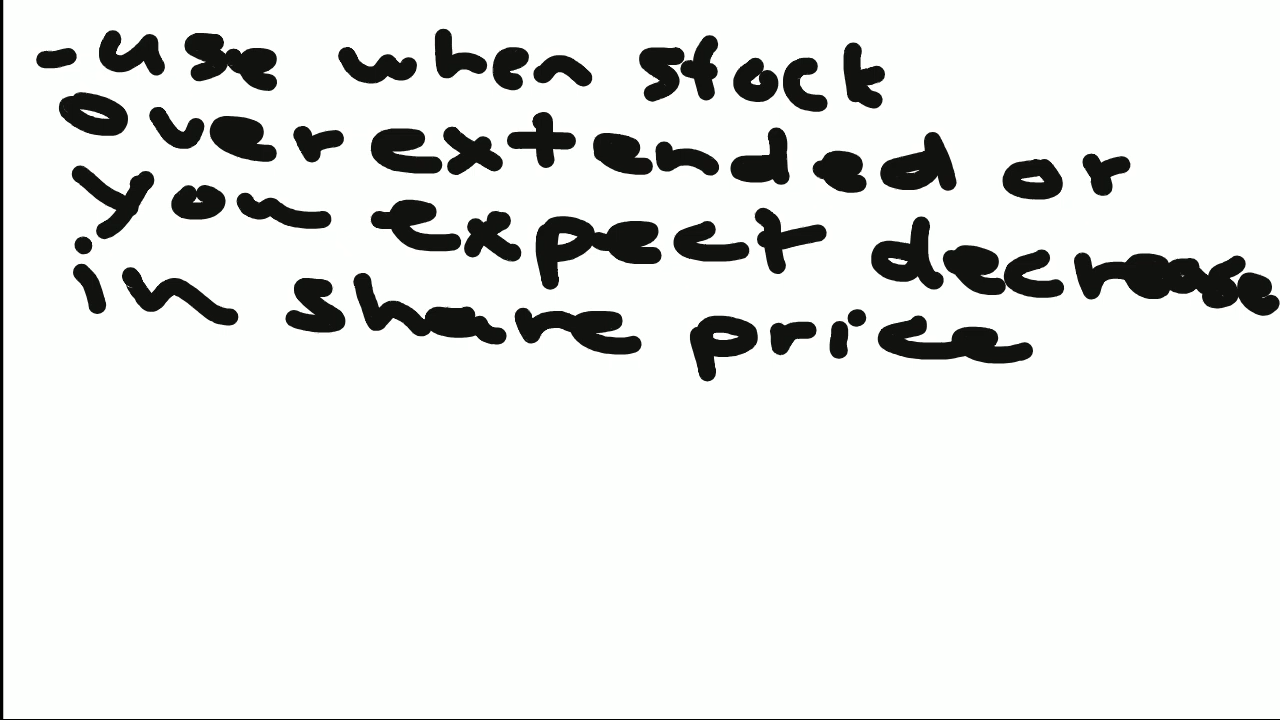 - use when stock
overextended or
you expect decrease
in share price